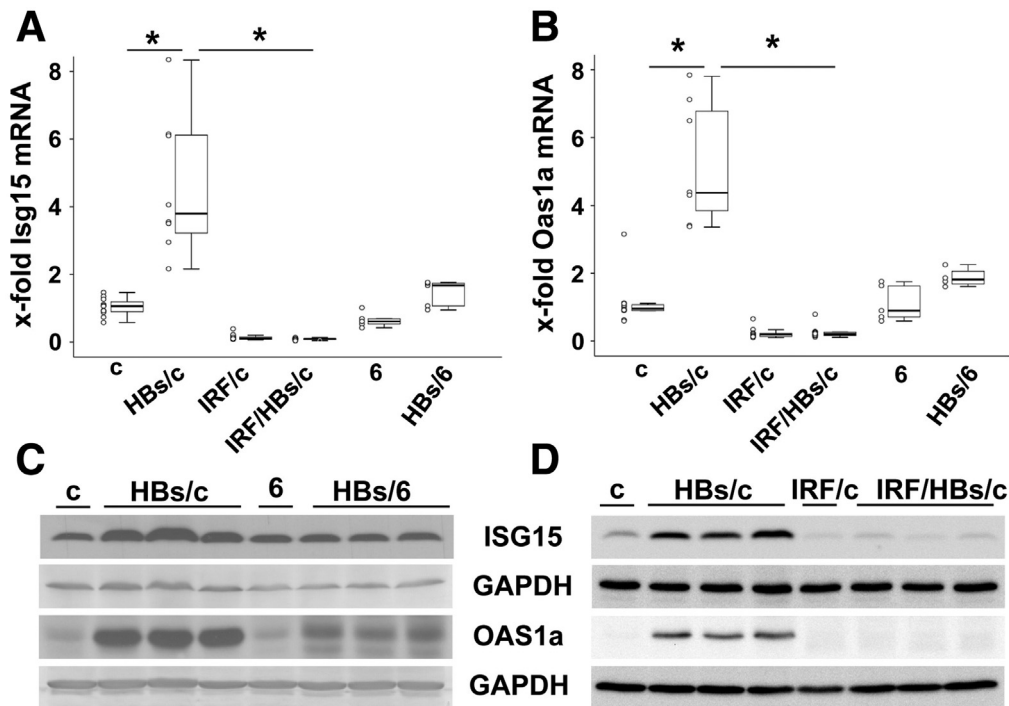 A
x-fold Isg15 mRNA
8
6
4
2
0
*
*
c
HBs/c
IRF/c
IRF/HBs/c
6
HBs/6
B
x-fold Oas1a mRNA
8
6
4
2
0
*
*
c
HBs/c
IRF/c
IRF/HBs/c
6
HBs/6
C
c HBs/c 6 HBs/6
D
c HBs/c IRF/c IRF/HBs/c
ISG15
GAPDH
OAS1a
GAPDH